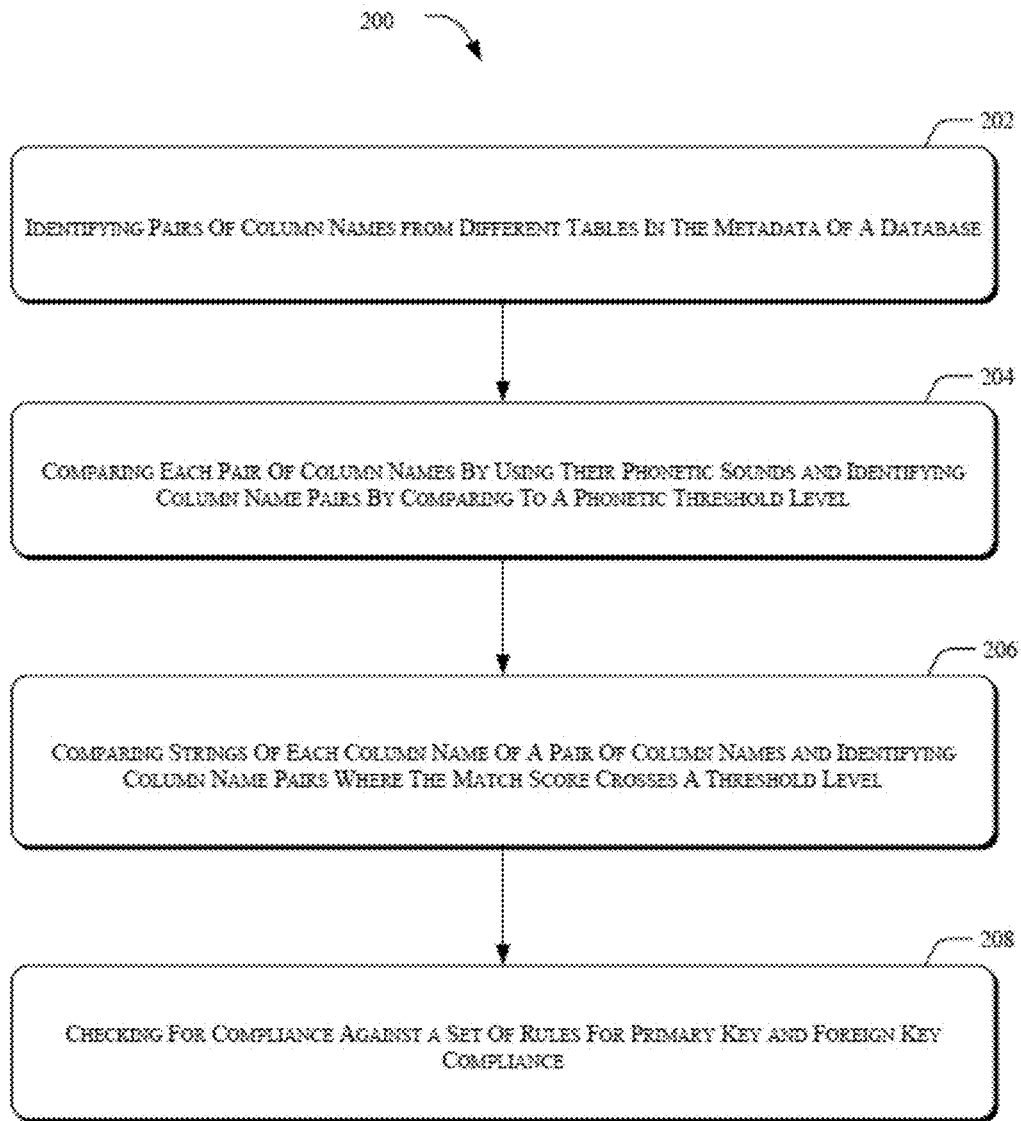 200
202
Identifying Pairs Of Column Names from Different Tables In The Metadata Of A Database
204
Comparing Each Pair Of Column Names By Using Their Phonetic Sounds and Identifying
Column Name Pairs By Comparing To A Phonetic Threshold Level
206
Comparing Strings Of Each Column Name Of A Pair Of Column Names and Identifying
Column Name Pairs Where The Match Score Crosses A Threshold Level
208
Checking For Compliance Against a Set Of Rules For Primary Key and Foreign Key
Compliance